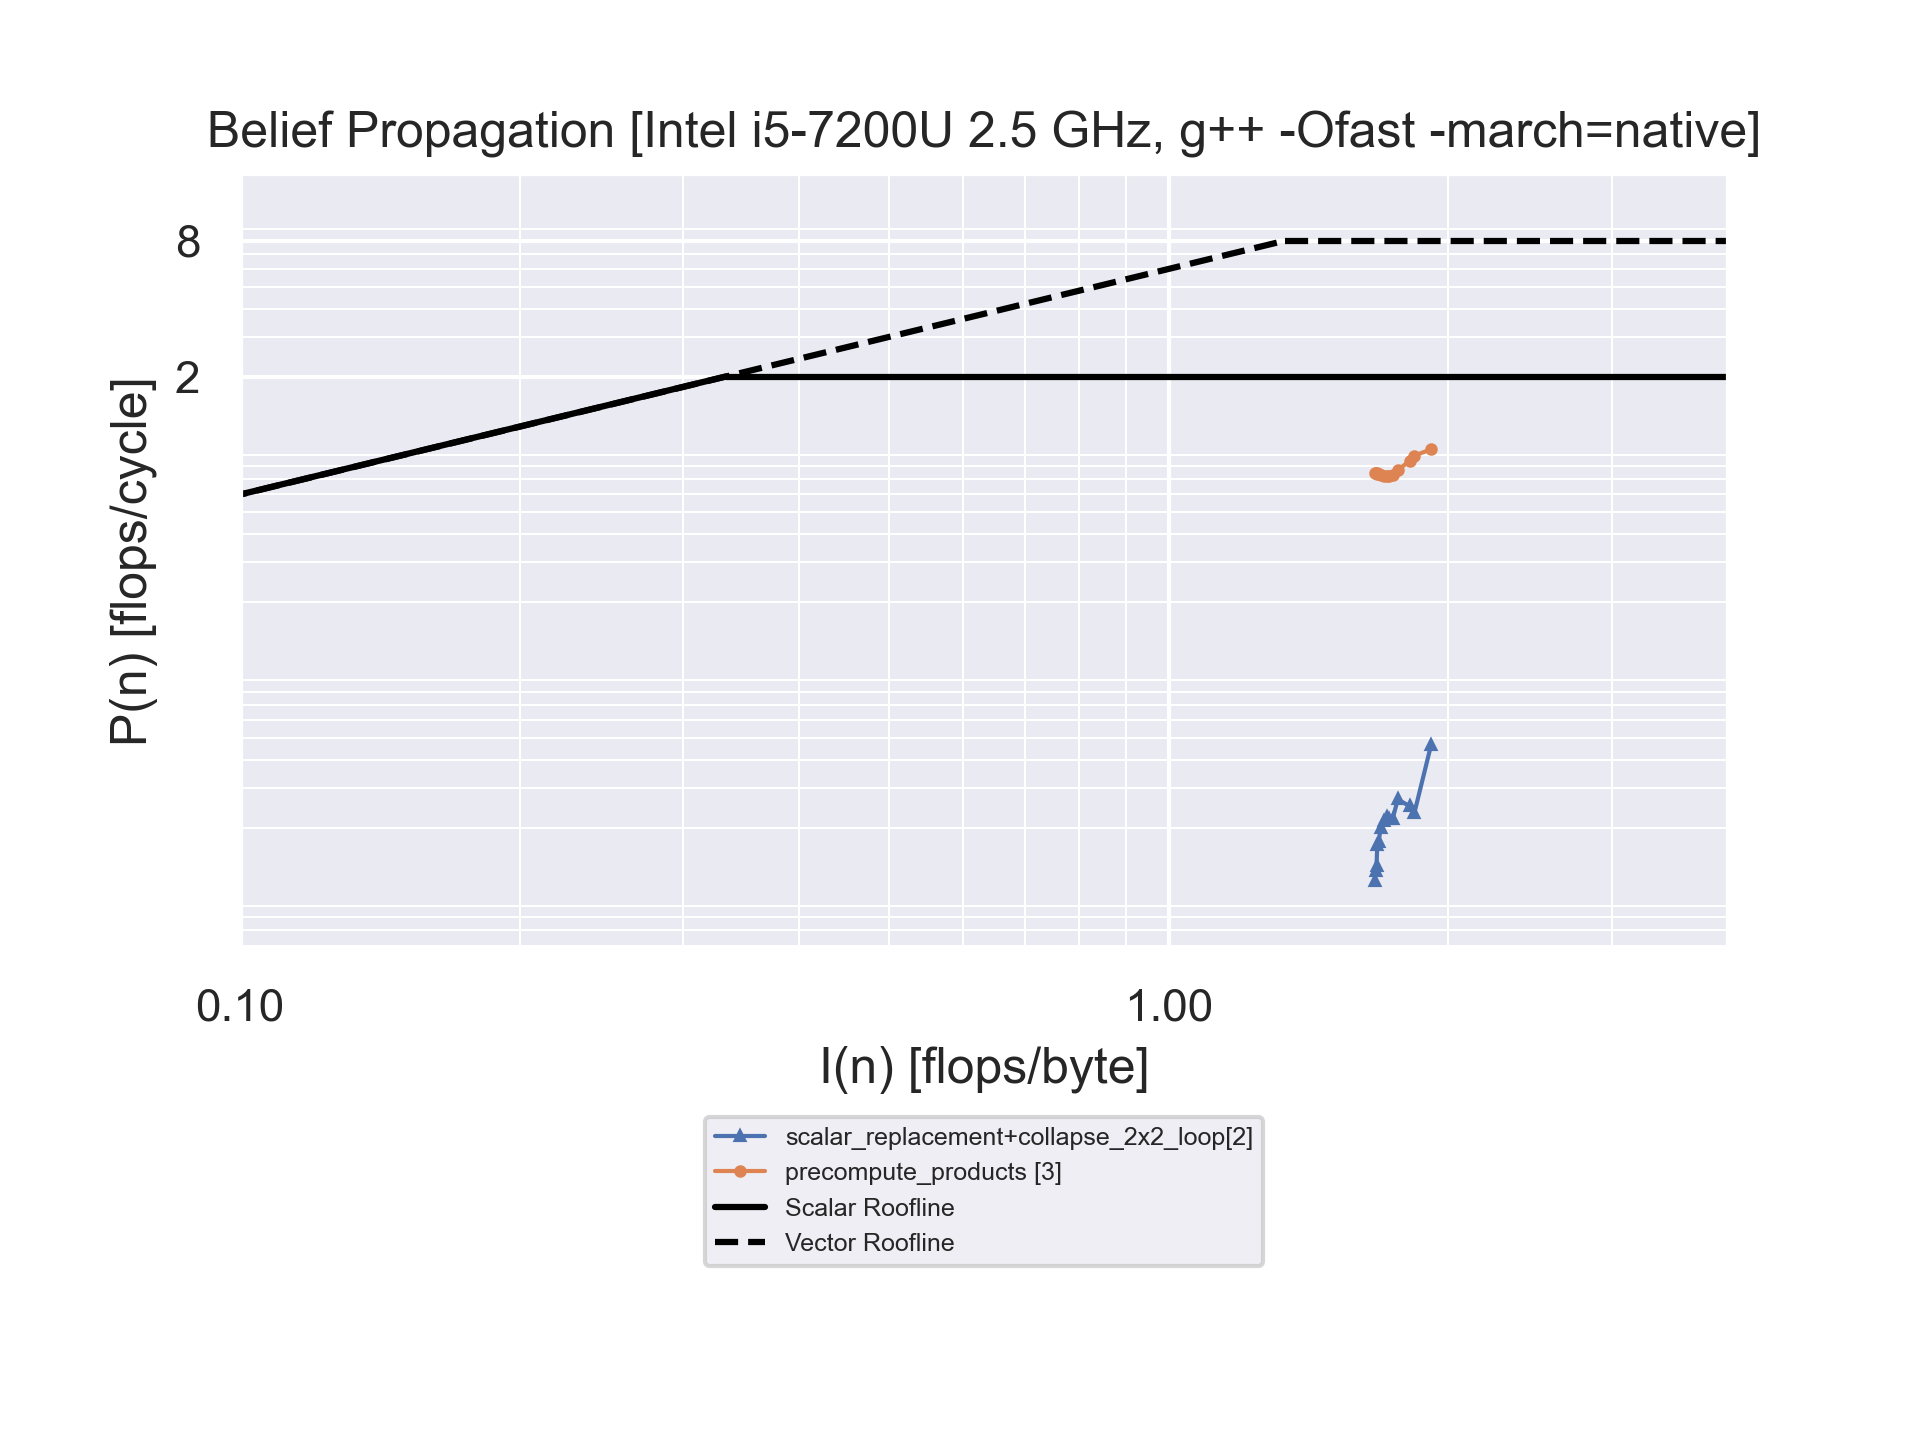 Belief Propagation [Intel i5-7200U 2.5 GHz, g++ -Ofast -march=native]
8
2
P(n) [flops/cycle]
0.10
1.00
I(n) [flops/byte]
scalar_replacement+collapse_2x2_loop[2]
precompute_products [3]
Scalar Roofline
Vector Roofline